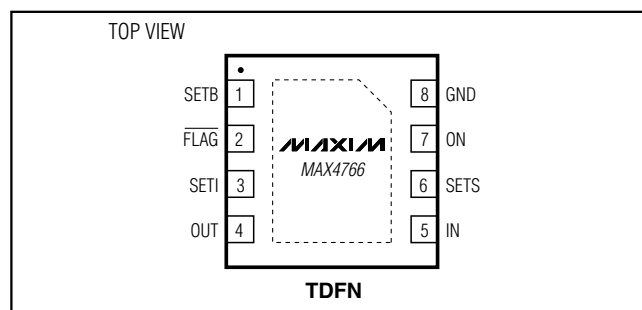 TOP VIEW
SETB 1 8 GND
FLAG 2 MAXIM 7 ON
MAX4766
SETI 3 6 SETS
OUT 4 5 IN
TDFN